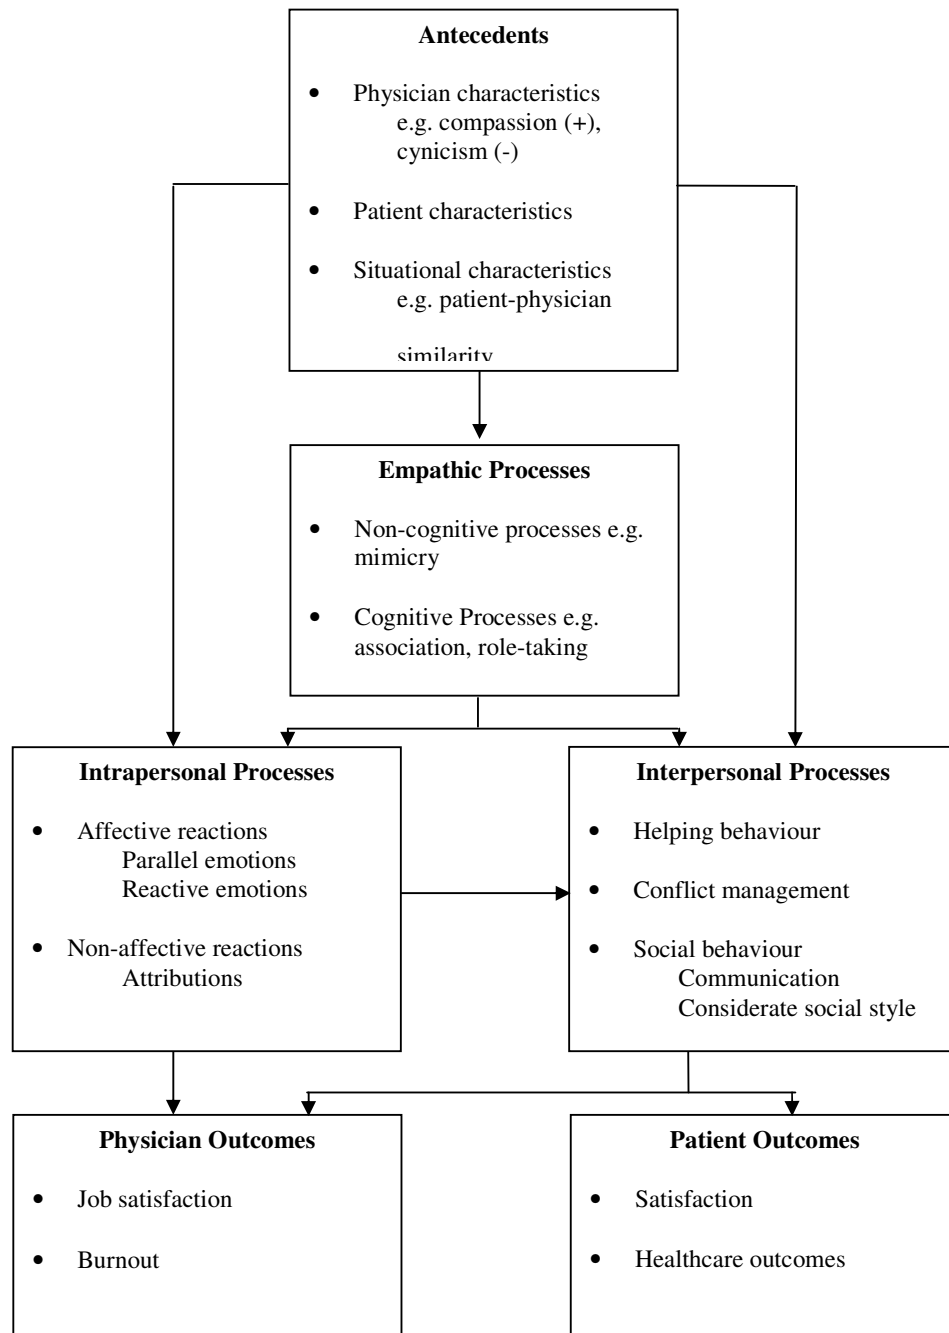 Antecedents
• Physician characteristics
e.g. compassion (+),
cynicism (-)
• Patient characteristics
• Situational characteristics
e.g. patient-physician
similarity
Empathic Processes
• Non-cognitive processes e.g.
mimicry
• Cognitive Processes e.g.
association, role-taking
Intrapersonal Processes
• Affective reactions
Parallel emotions
Reactive emotions
• Non-affective reactions
Attributions
Interpersonal Processes
• Helping behaviour
• Conflict management
• Social behaviour
Communication
Considerate social style
Physician Outcomes
• Job satisfaction
• Burnout
Patient Outcomes
• Satisfaction
• Healthcare outcomes